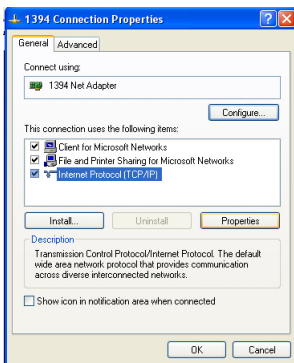 1394 Connection Properties
General
Advanced
Connect using:
1394 Net Adapter
Configure...
This connection uses the following items:
Client for Microsoft Networks
File and Printer Sharing for Microsoft Networks
Internet Protocol (TCP/IP)
Install...
Uninstall
Properties
Description
Transmission Control Protocol/Internet Protocol. The default
wide area network protocol that provides communication
across diverse interconnected networks.
Show icon in notification area when connected
OK
Cancel